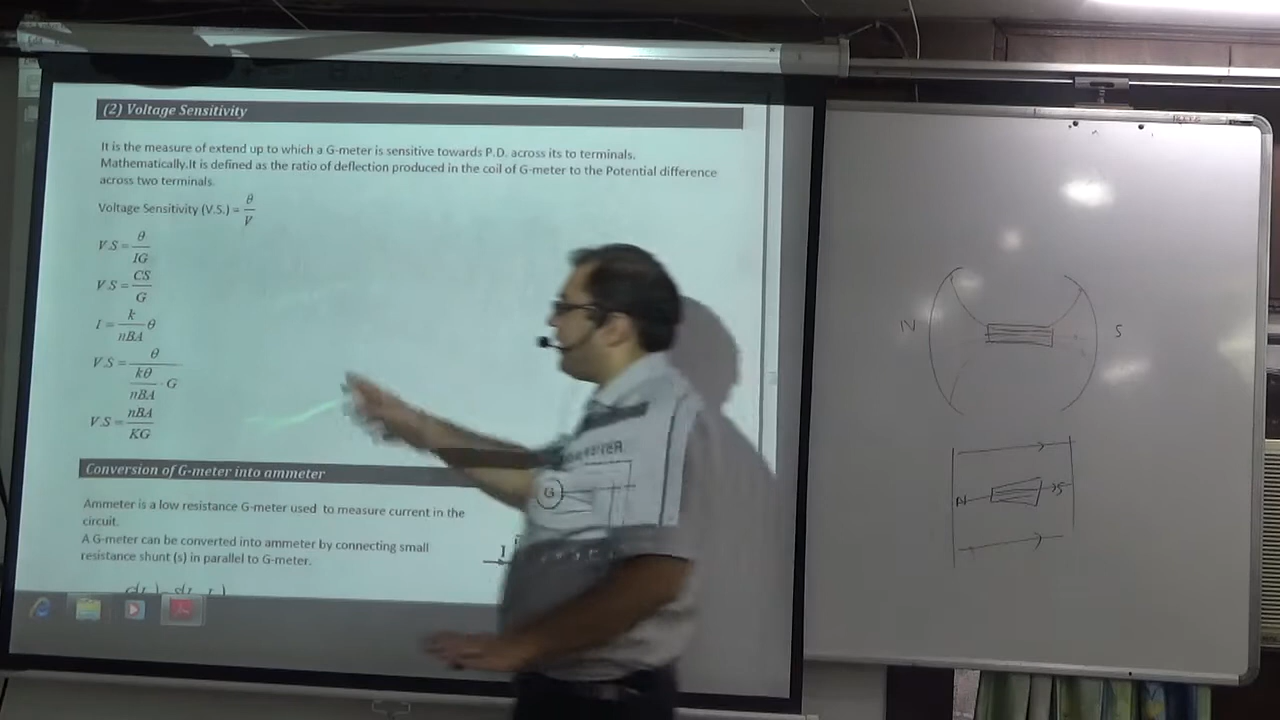 (2) Voltage Sensitivity
It is the measure of extend up to which a G-meter is sensitive towards P.D. across its to terminals.
Mathematically.It is defined as the ratio of deflection produced in the coil of G-meter to the Potential difference
across two terminals.
Voltage Sensitivity (V.S.) = θ/V
V.S = θ/IG
V.S = CS/G
I = k/nBA θ
V.S = θ/(kθ/nBA · G)
V.S = nBA/KG
Conversion of G-meter into ammeter
Ammeter is a low resistance G-meter used to measure current in the
circuit.
A G-meter can be converted into ammeter by connecting small
resistance shunt (s) in parallel to G-meter.
G
I
N S
N S